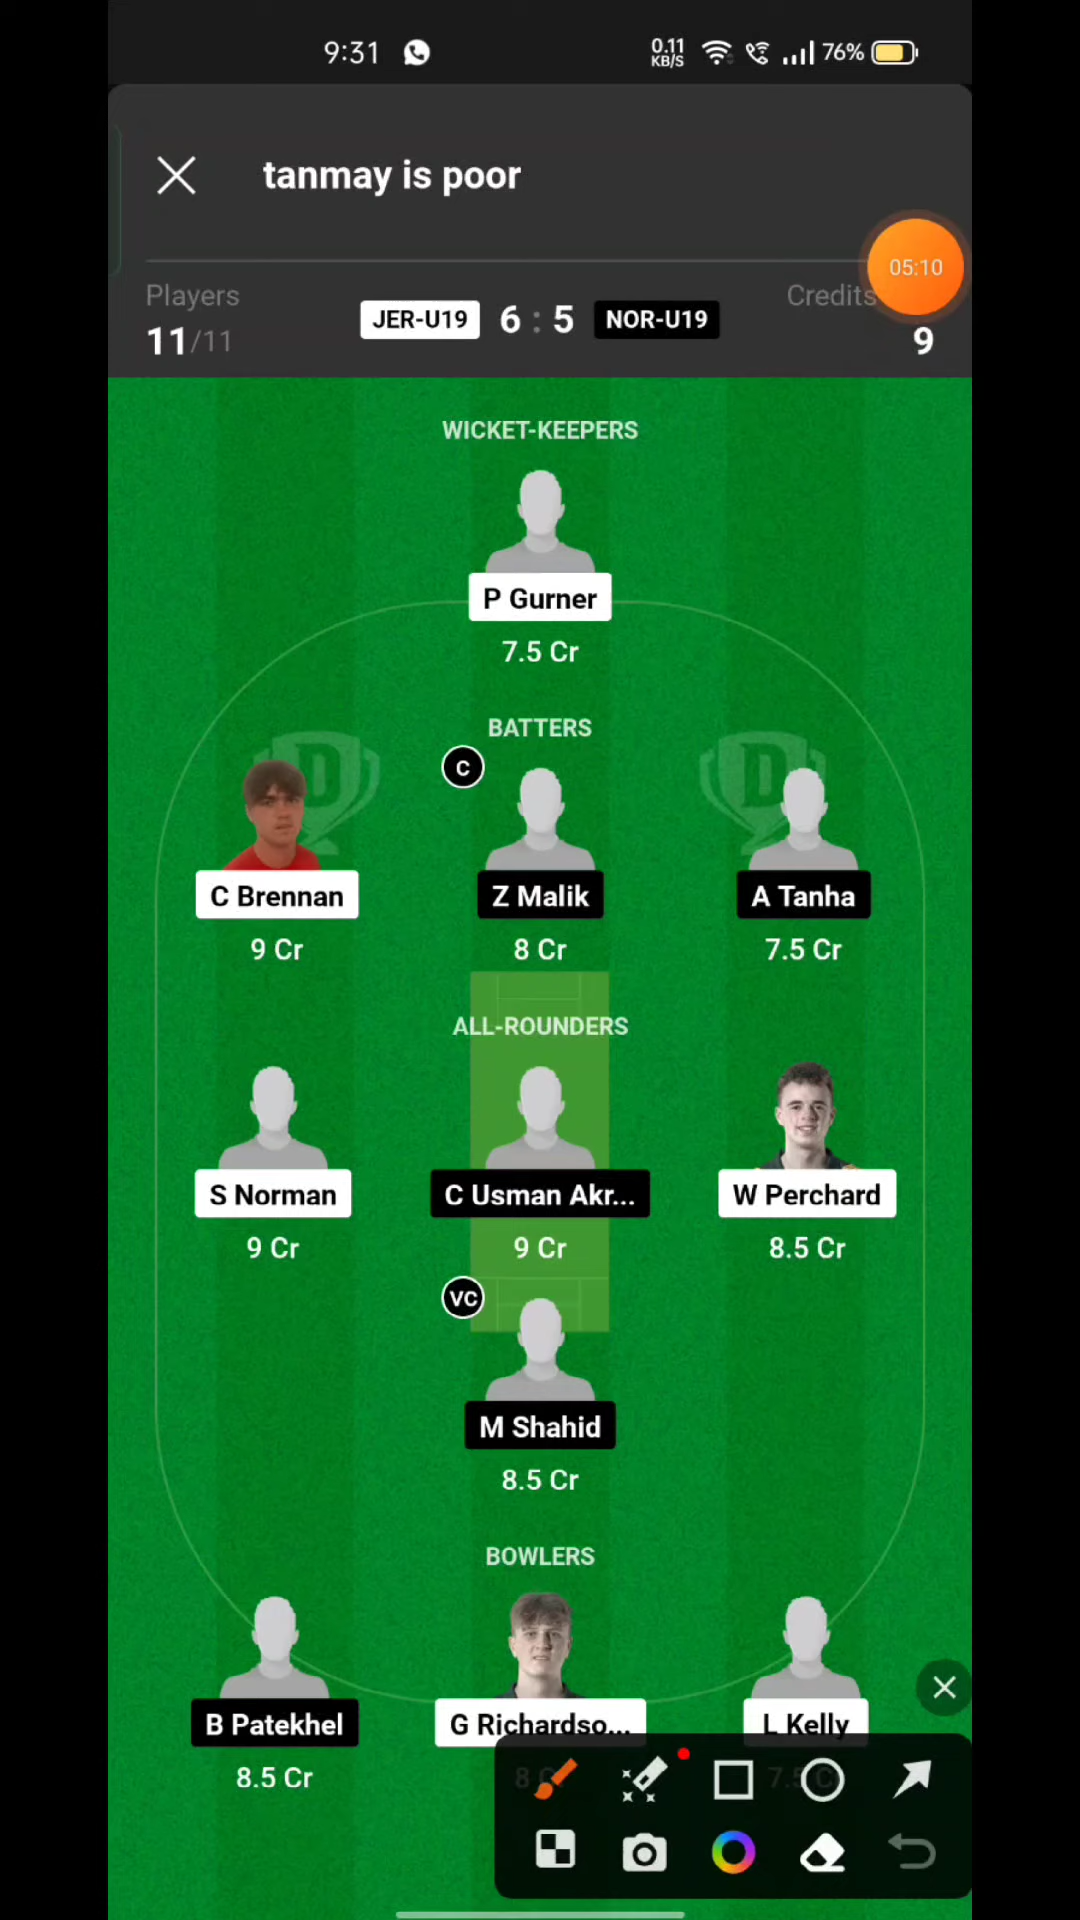 9:31
0.11 KB/S
76%
tanmay is poor
05:10
Players
Credits
11/11
JER-U19 6 : 5 NOR-U19
9
WICKET-KEEPERS
P Gurner
7.5 Cr
BATTERS
C
C Brennan
Z Malik
A Tanha
9 Cr
8 Cr
7.5 Cr
ALL-ROUNDERS
S Norman
C Usman Akr...
W Perchard
9 Cr
9 Cr
8.5 Cr
VC
M Shahid
8.5 Cr
BOWLERS
B Patekhel
G Richardso...
L Kelly
8.5 Cr
7.5 Cr